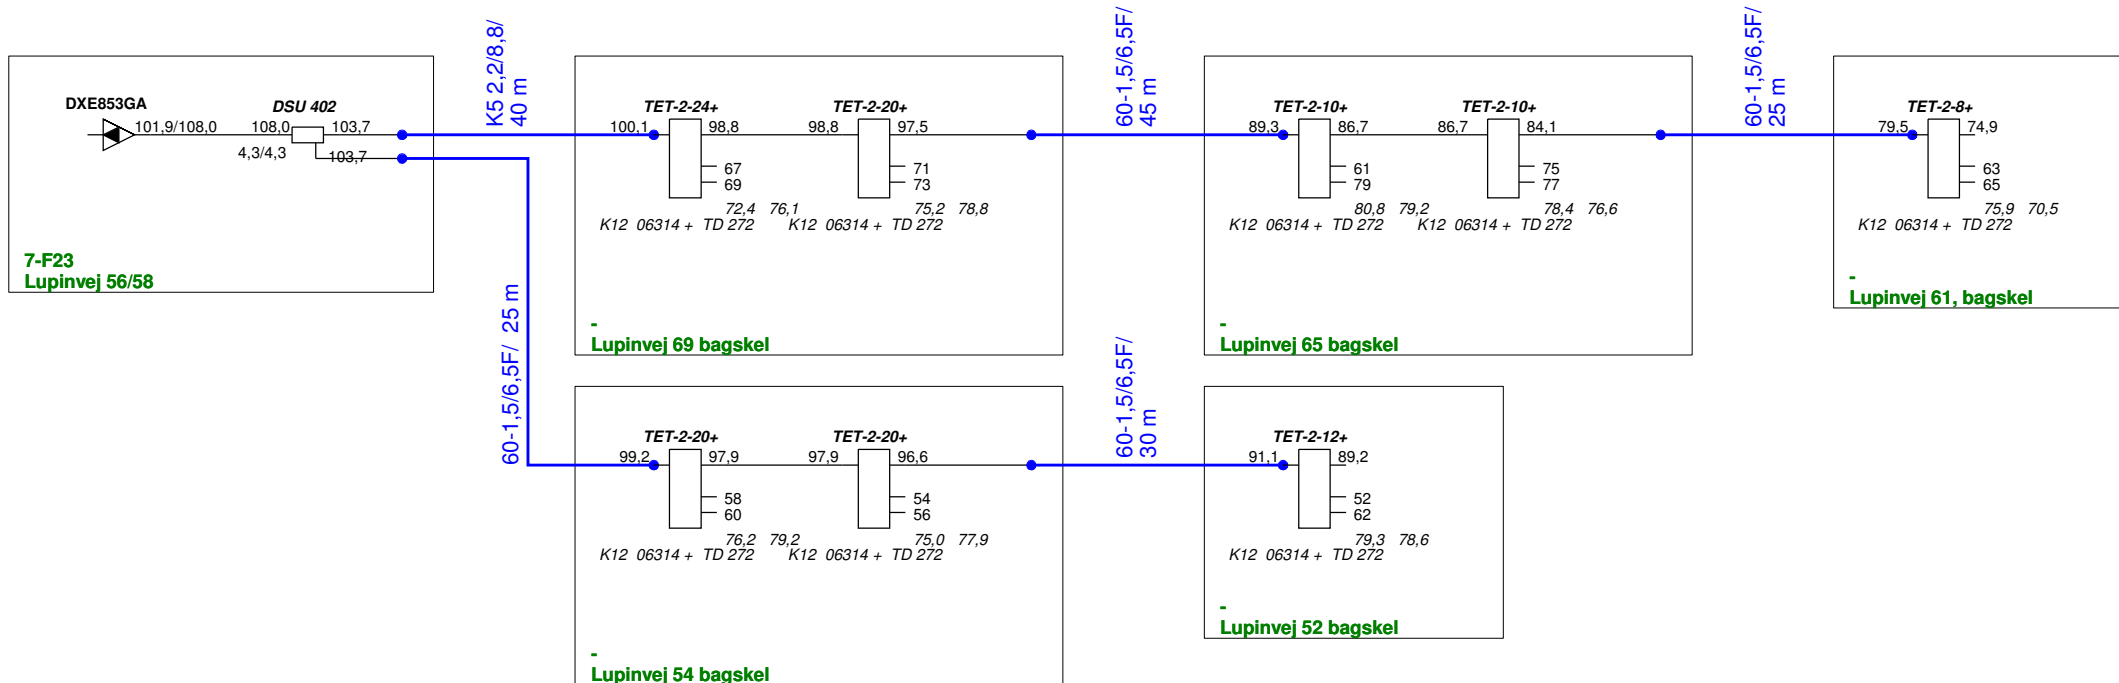 DXE853GA
101,9/108,0
DSU 402
108,0
103,7
4,3/4,3
103,7
7-F23
Lupinvej 56/58
K5 2,2/8,8/
40 m
TET-2-24+
100,1
98,8
67
69
72,4 76,1
K12 06314 + TD 272
TET-2-20+
98,8
97,5
71
73
75,2 78,8
K12 06314 + TD 272
-
Lupinvej 69 bagskel
60-1,5/6,5F/
45 m
TET-2-10+
89,3
86,7
61
79
80,8 79,2
K12 06314 + TD 272
TET-2-10+
86,7
84,1
75
77
78,4 76,6
K12 06314 + TD 272
-
Lupinvej 65 bagskel
60-1,5/6,5F/
25 m
TET-2-8+
79,5
74,9
63
65
75,9 70,5
K12 06314 + TD 272
-
Lupinvej 61, bagskel
60-1,5/6,5F/ 25 m
TET-2-20+
99,2
97,9
58
60
76,2 79,2
K12 06314 + TD 272
TET-2-20+
97,9
96,6
54
56
75,0 77,9
K12 06314 + TD 272
-
Lupinvej 54 bagskel
60-1,5/6,5F/
30 m
TET-2-12+
91,1
89,2
52
62
79,3 78,6
K12 06314 + TD 272
-
Lupinvej 52 bagskel